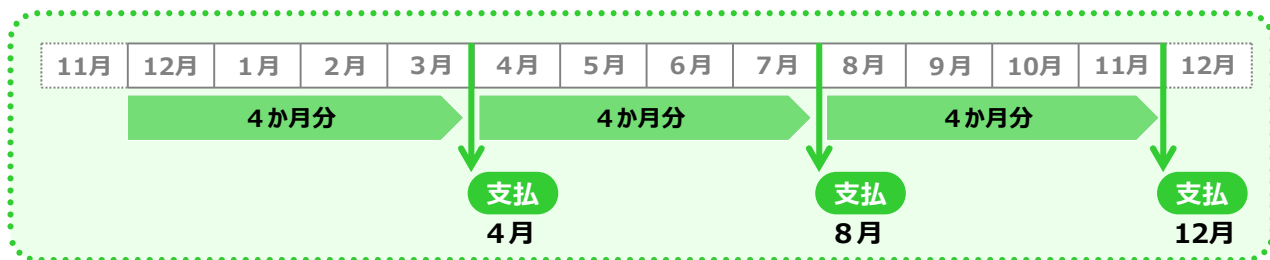 11月 12月 1月 2月 3月 4月 5月 6月 7月 8月 9月 10月 11月 12月
4か月分 4か月分 4か月分
支払 支払 支払
4月 8月 12月